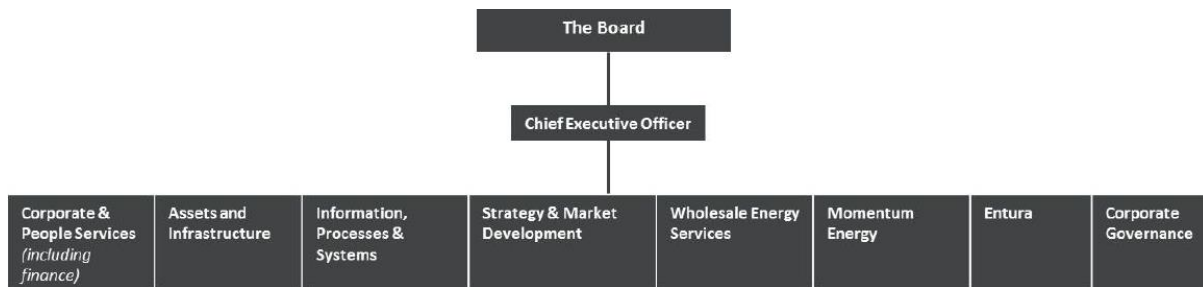 The Board
Chief Executive Officer
Corporate &
People Services
(including
finance)
Assets and
Infrastructure
Information,
Processes &
Systems
Strategy & Market
Development
Wholesale Energy
Services
Momentum
Energy
Entura
Corporate
Governance